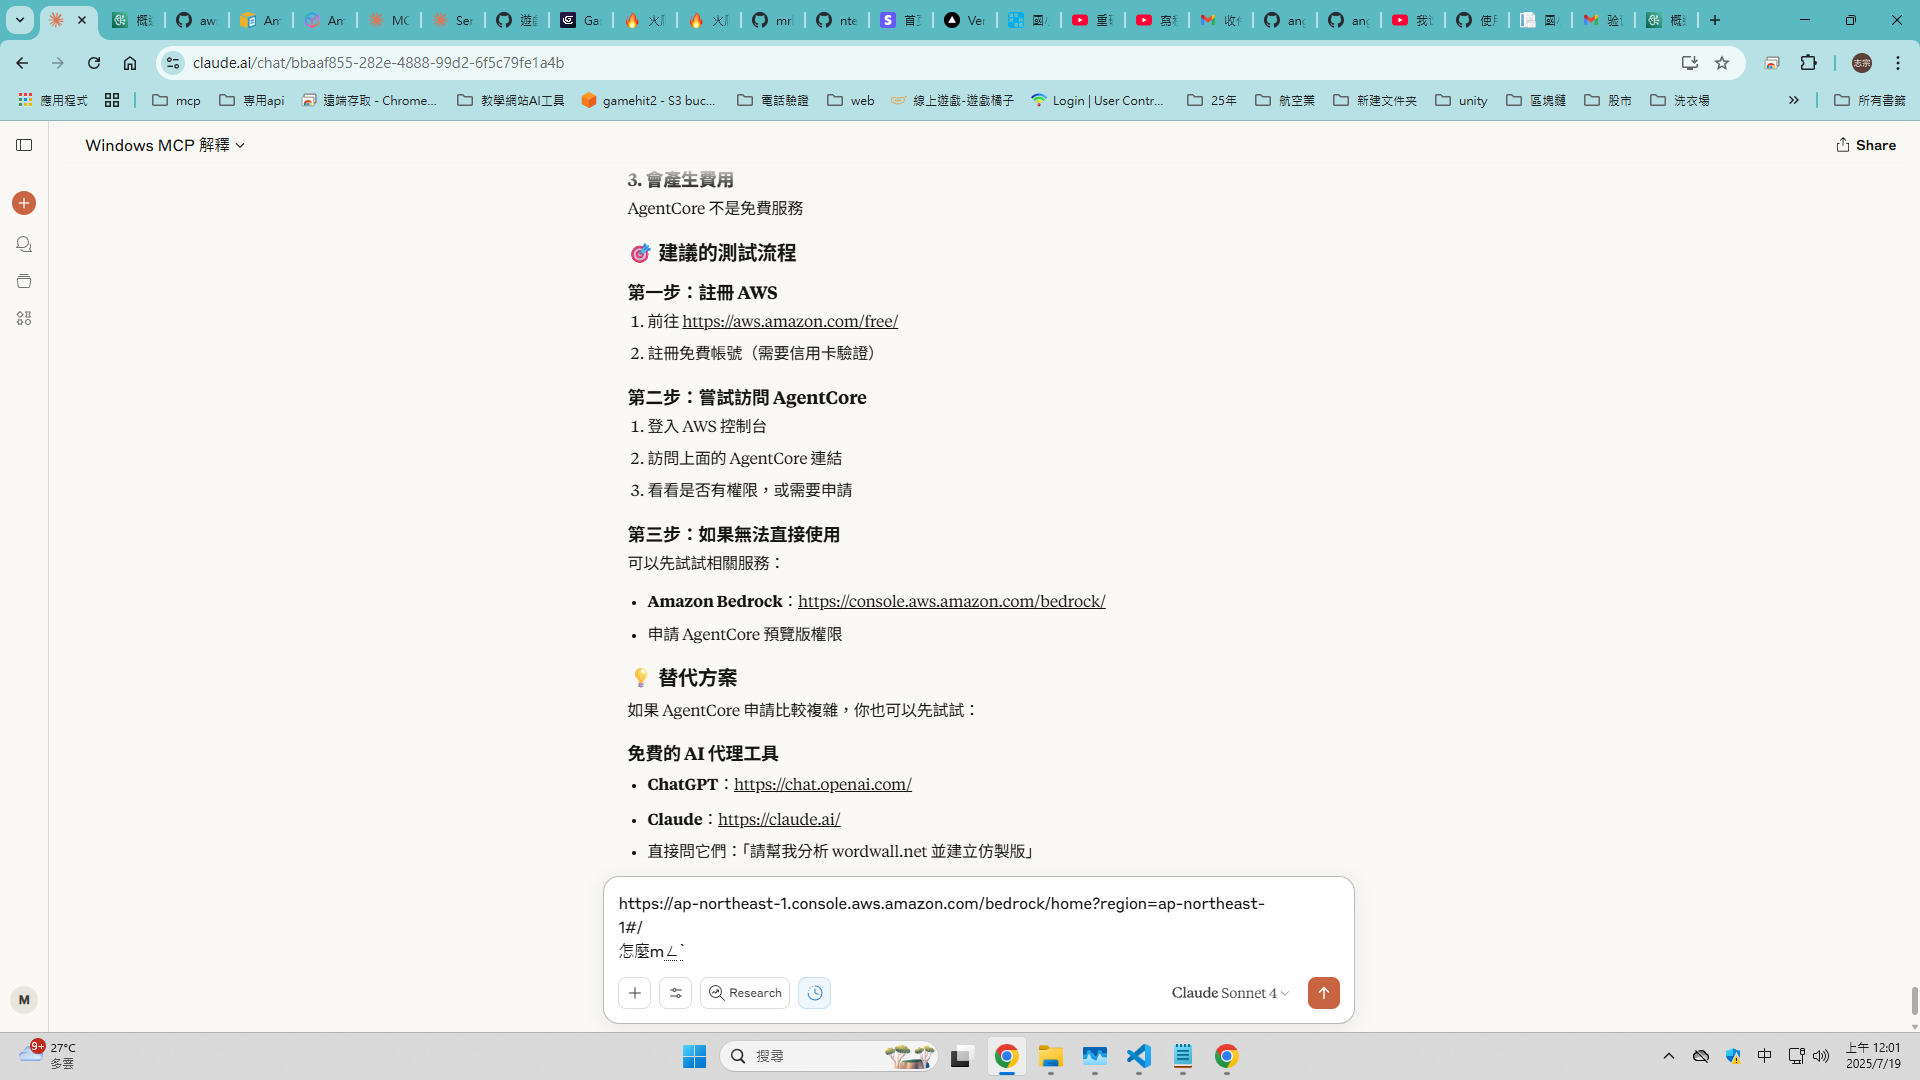 概
aws
Am
Am
MC
Ser
Gar
火
火
mr
nte
首頁
Ver
國
重
寫
收件
ang
ang
我
使用
國
验证
概
claude.ai/chat/bbaaf855-282e-4888-99d2-6f5c79fe1a4b
志宗
應用程式
mcp
專用api
遠端存取 - Chrome...
教學網站AI工具
gamehit2 - S3 buc...
電話驗證
web
線上遊戲-遊戲橘子
Login | User Contr...
25年
航空業
新建文件夹
unity
區塊鏈
股市
洗衣場
所有書籤
Windows MCP 解釋
Share
3. 會產生費用
AgentCore 不是免費服務
🎯 建議的測試流程
第一步：註冊 AWS
1. 前往 https://aws.amazon.com/free/
2. 註冊免費帳號（需要信用卡驗證）
第二步：嘗試訪問 AgentCore
1. 登入 AWS 控制台
2. 訪問上面的 AgentCore 連結
3. 看看是否有權限，或需要申請
第三步：如果無法直接使用
可以先試試相關服務：
• Amazon Bedrock：https://console.aws.amazon.com/bedrock/
• 申請 AgentCore 預覽版權限
💡 替代方案
如果 AgentCore 申請比較複雜，你也可以先試試：
免費的 AI 代理工具
• ChatGPT：https://chat.openai.com/
• Claude：https://claude.ai/
• 直接問它們：「請幫我分析 wordwall.net 並建立仿製版」
https://ap-northeast-1.console.aws.amazon.com/bedrock/home?region=ap-northeast-
1#/
怎麼mㄥˋ
Research
Claude Sonnet 4
M
9+
27°C
多雲
搜尋
中
上午 12:01
2025/7/19